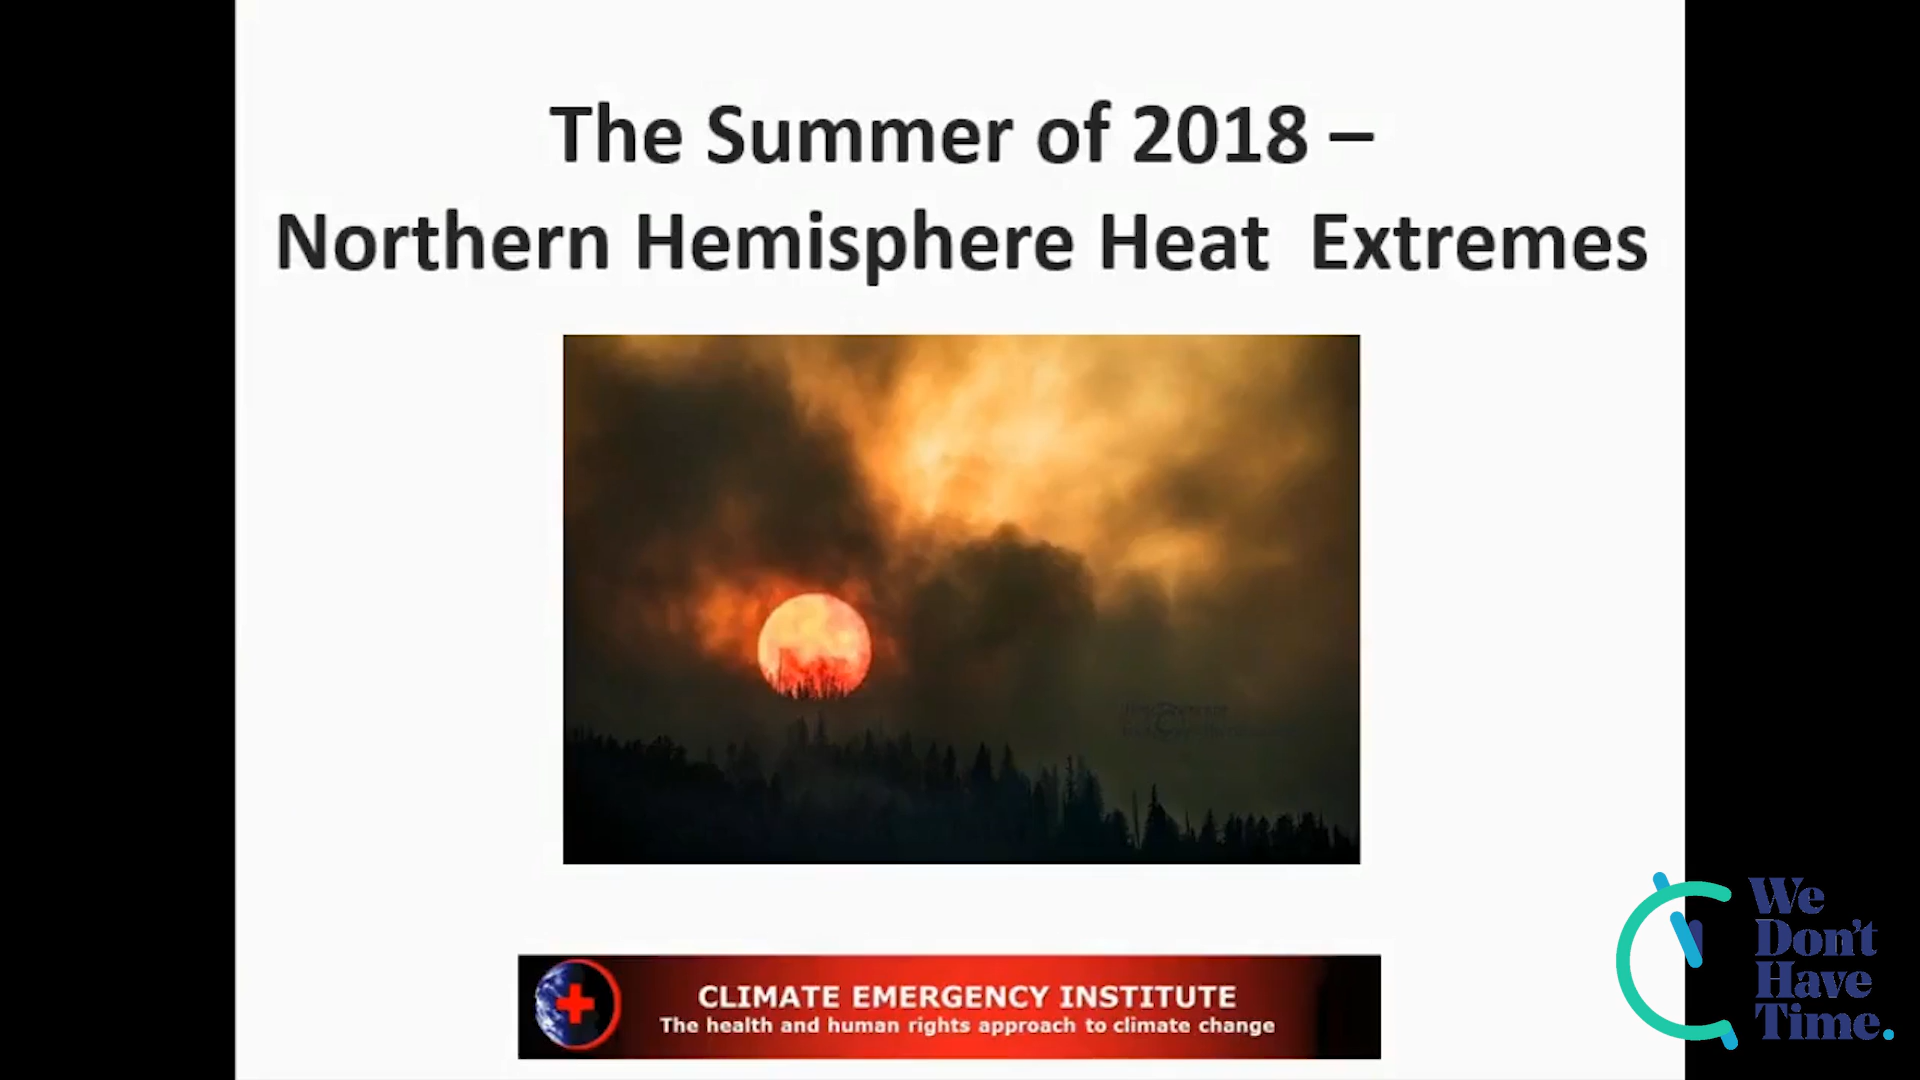 The Summer of 2018 –
Northern Hemisphere Heat Extremes
CLIMATE EMERGENCY INSTITUTE
The health and human rights approach to climate change
We
Don't
Have
Time.